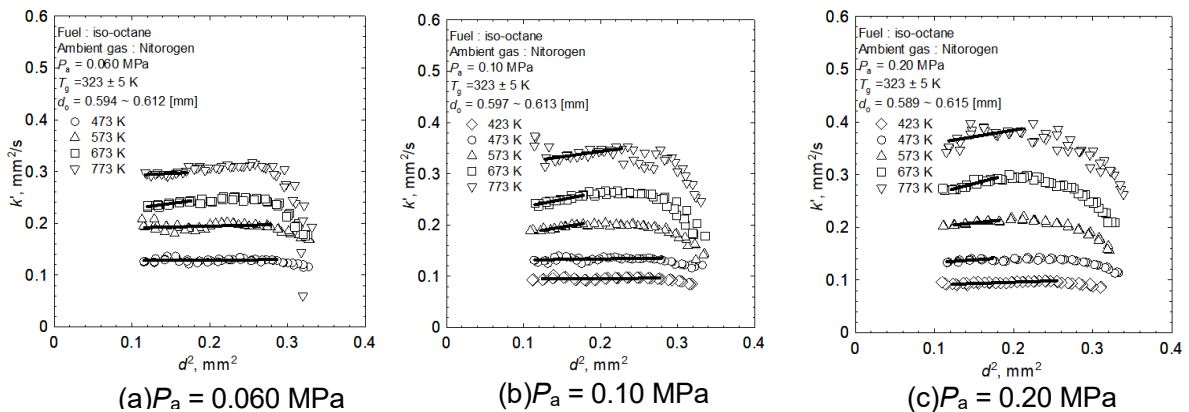 k', mm²/s
0.6
0.5
0.4
0.3
0.2
0.1
0
0
0.1
0.2
0.3
0.4
d², mm²
Fuel : iso-octane
Ambient gas : Nitorogen
Pₐ = 0.060 MPa
T_g =323 ± 5 K
d_o = 0.594 ~ 0.612 [mm]
473 K
573 K
673 K
773 K
(a)Pₐ = 0.060 MPa
k', mm²/s
0.6
0.5
0.4
0.3
0.2
0.1
0
0
0.1
0.2
0.3
0.4
d², mm²
Fuel : iso-octane
Ambient gas : Nitorogen
Pₐ = 0.10 MPa
T_g =323 ± 5 K
d_o = 0.597 ~ 0.613 [mm]
423 K
473 K
573 K
673 K
773 K
(b)Pₐ = 0.10 MPa
k', mm²/s
0.6
0.5
0.4
0.3
0.2
0.1
0
0
0.1
0.2
0.3
0.4
d², mm²
Fuel : iso-octane
Ambient gas : Nitorogen
Pₐ = 0.20 MPa
T_g =323 ± 5 K
d_o = 0.589 ~ 0.615 [mm]
423 K
473 K
573 K
673 K
773 K
(c)Pₐ = 0.20 MPa